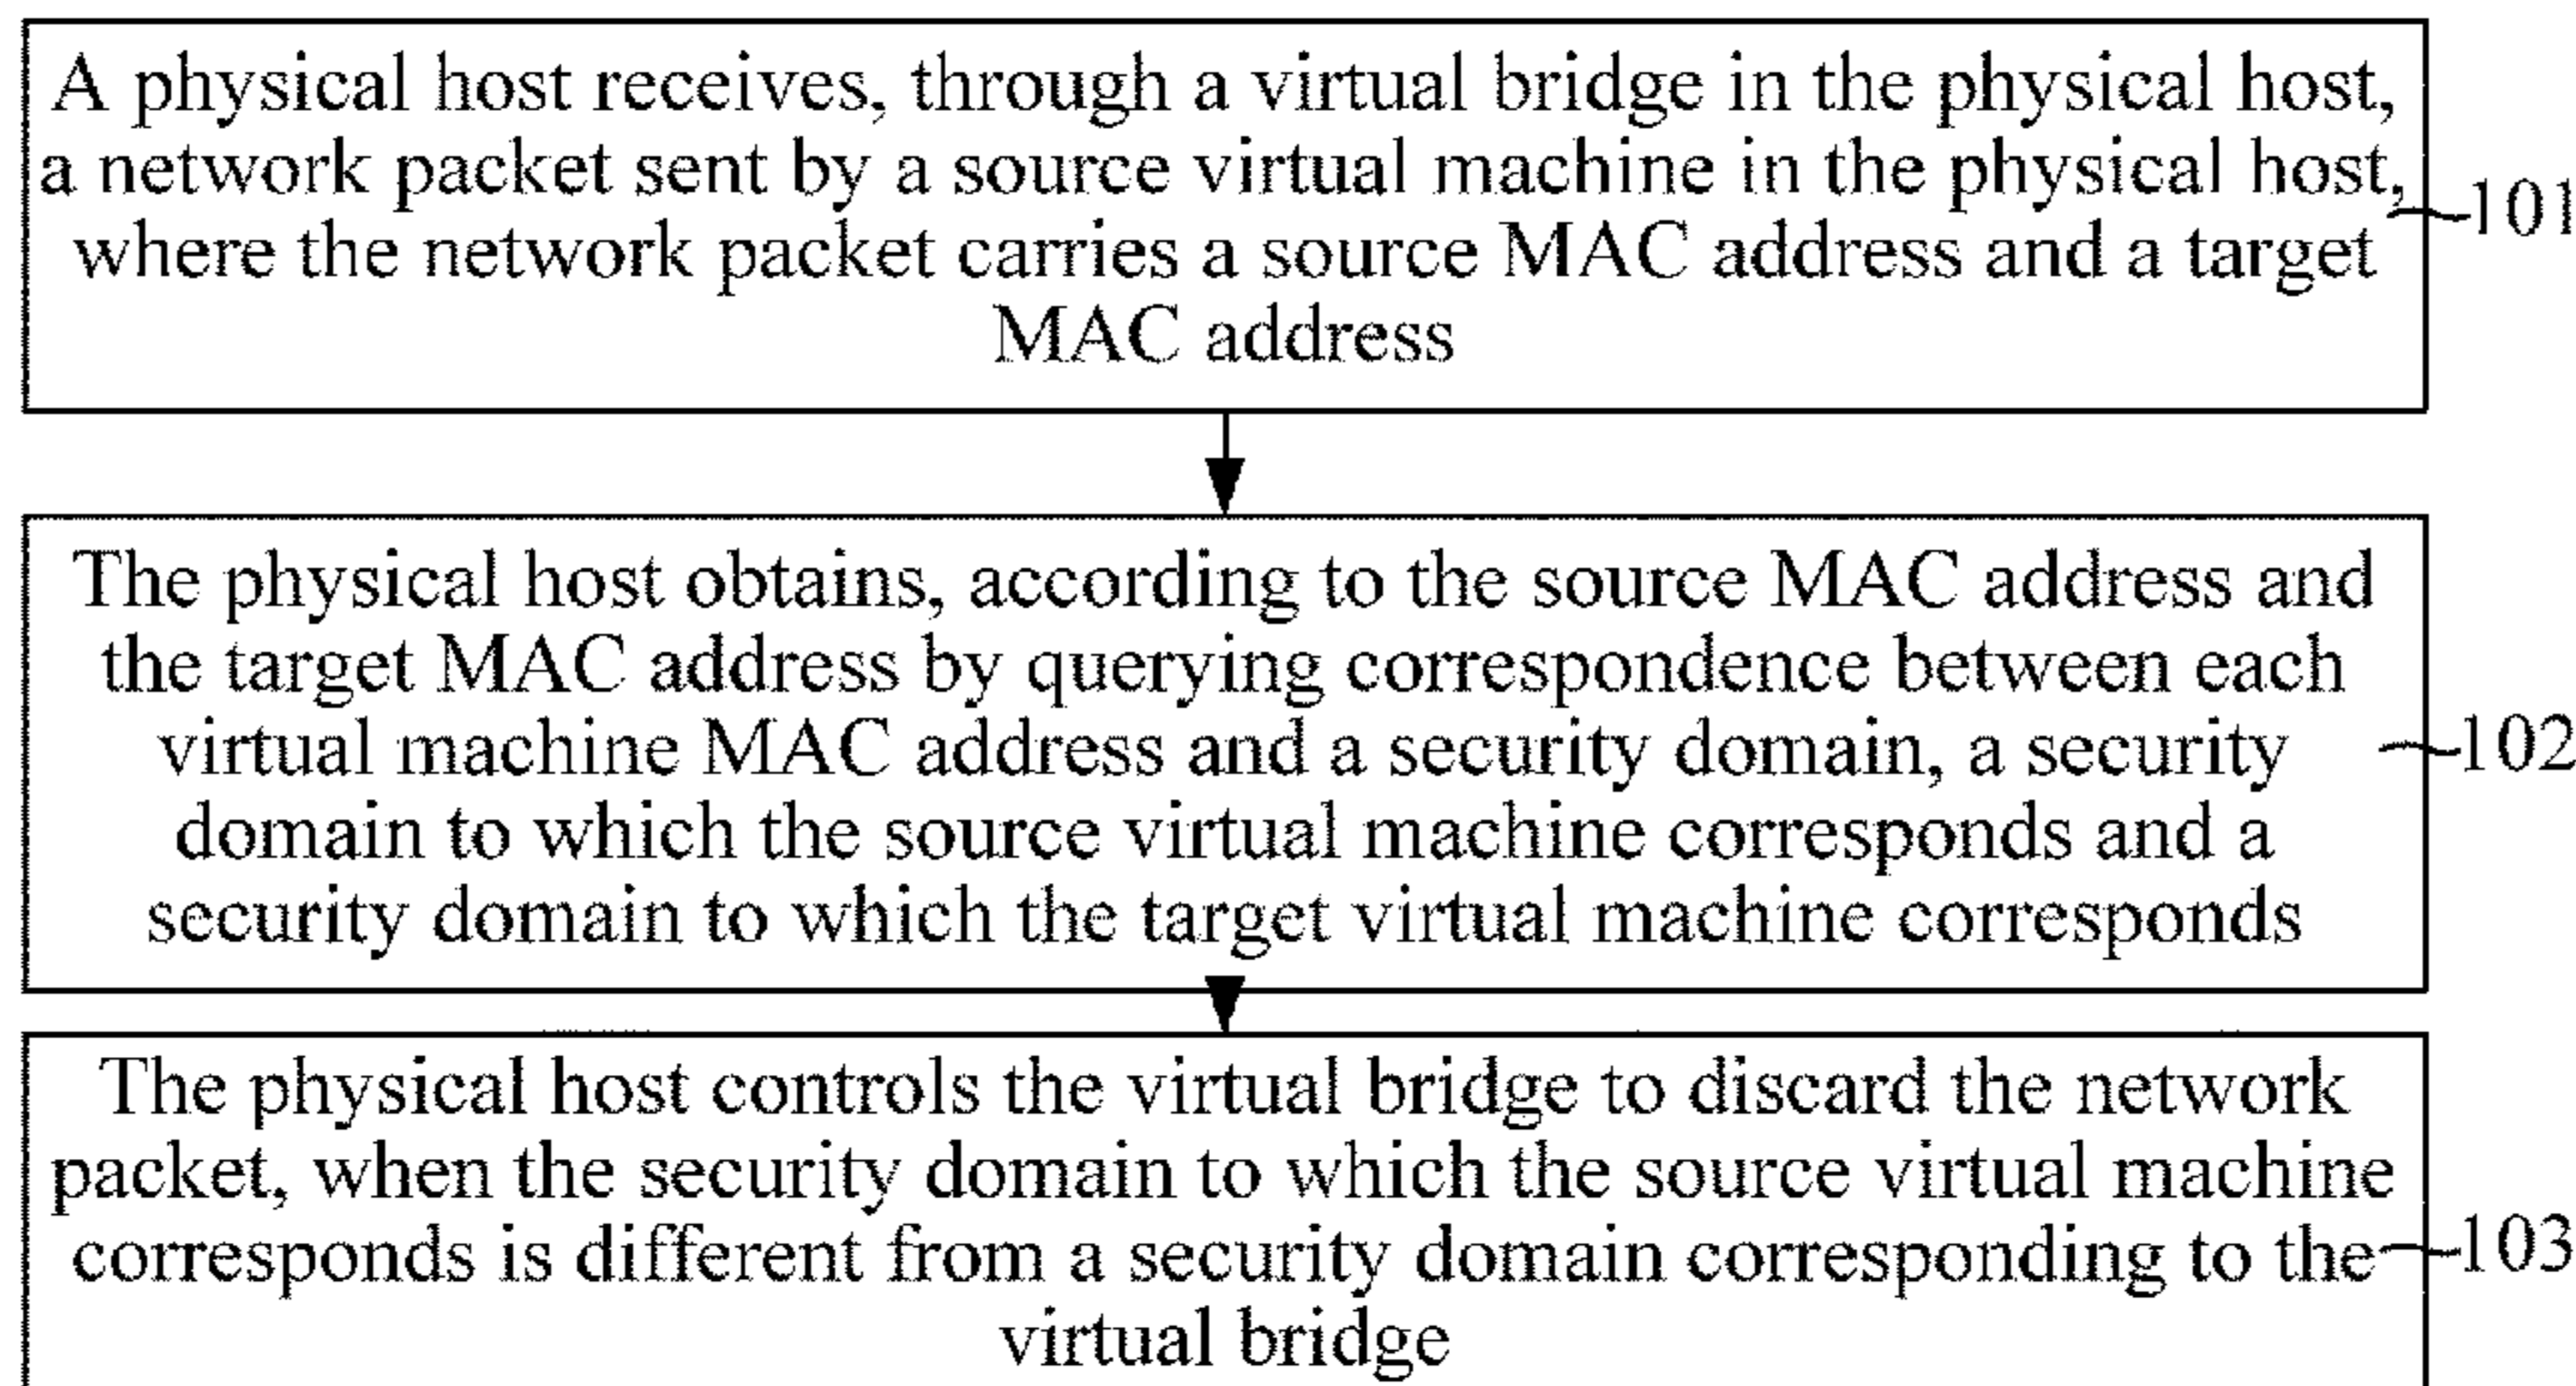 A physical host receives, through a virtual bridge in the physical host,
a network packet sent by a source virtual machine in the physical host,
where the network packet carries a source MAC address and a target
MAC address
101
The physical host obtains, according to the source MAC address and
the target MAC address by querying correspondence between each
virtual machine MAC address and a security domain, a security
domain to which the source virtual machine corresponds and a
security domain to which the target virtual machine corresponds
102
The physical host controls the virtual bridge to discard the network
packet, when the security domain to which the source virtual machine
corresponds is different from a security domain corresponding to the
virtual bridge
103